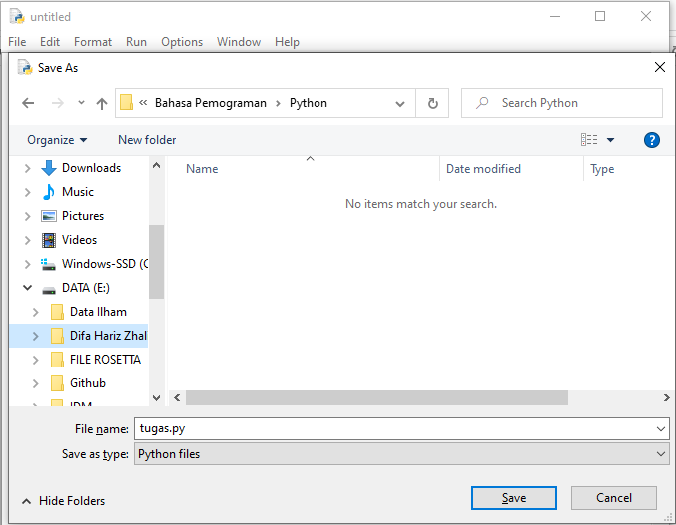 untitled
File Edit Format Run Options Window Help
Save As
« Bahasa Pemograman > Python
Search Python
Organize New folder
Name Date modified Type
No items match your search.
Downloads
Music
Pictures
Videos
Windows-SSD (C
DATA (E:)
Data Ilham
Difa Hariz Zhal
FILE ROSETTA
Github
IDM
File name: tugas.py
Save as type: Python files
Hide Folders
Save Cancel